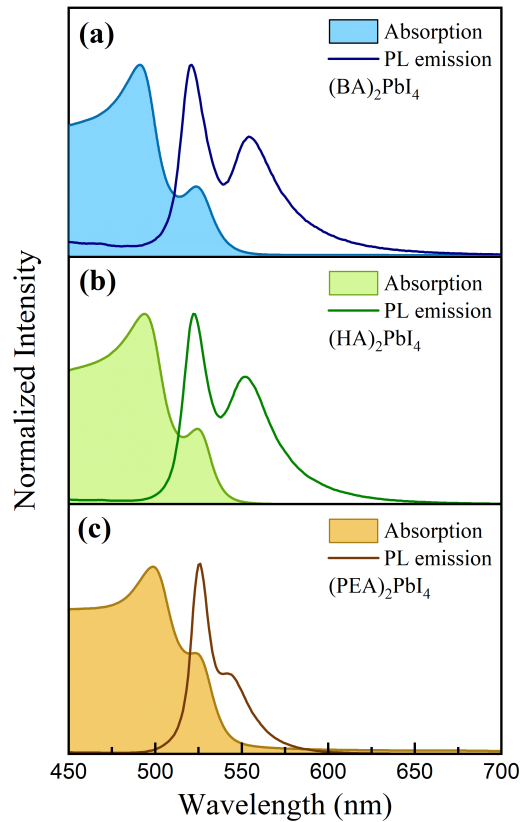 (a)
Absorption
PL emission
(BA)₂PbI₄
(b)
Absorption
PL emission
(HA)₂PbI₄
(c)
Absorption
PL emission
(PEA)₂PbI₄
Normalized Intensity
450 500 550 600 650 700
Wavelength (nm)